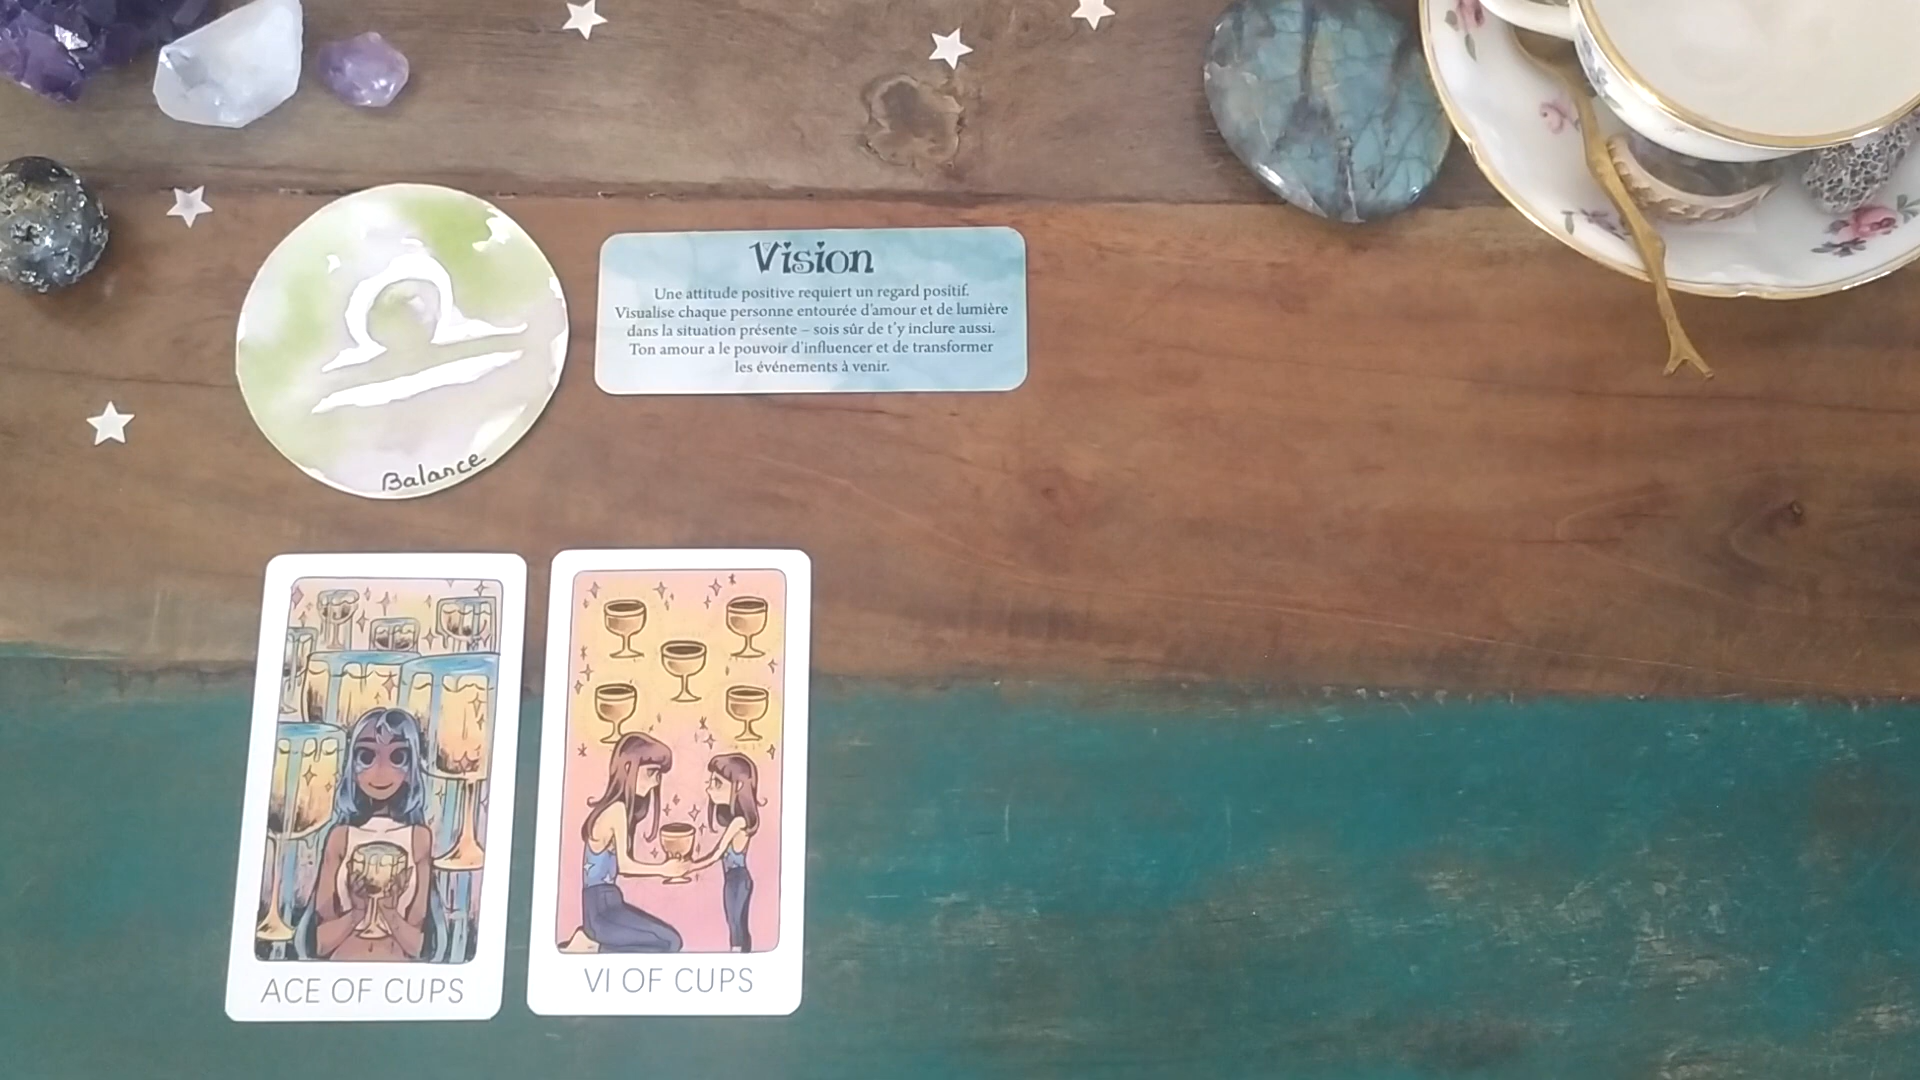 Vision
Une attitude positive requiert un regard positif.
Visualise chaque personne entourée d'amour et de lumière
dans la situation présente – sois sûr de t'y inclure aussi.
Ton amour a le pouvoir d'influencer et de transformer
les événements à venir.
Balance
ACE OF CUPS
VI OF CUPS